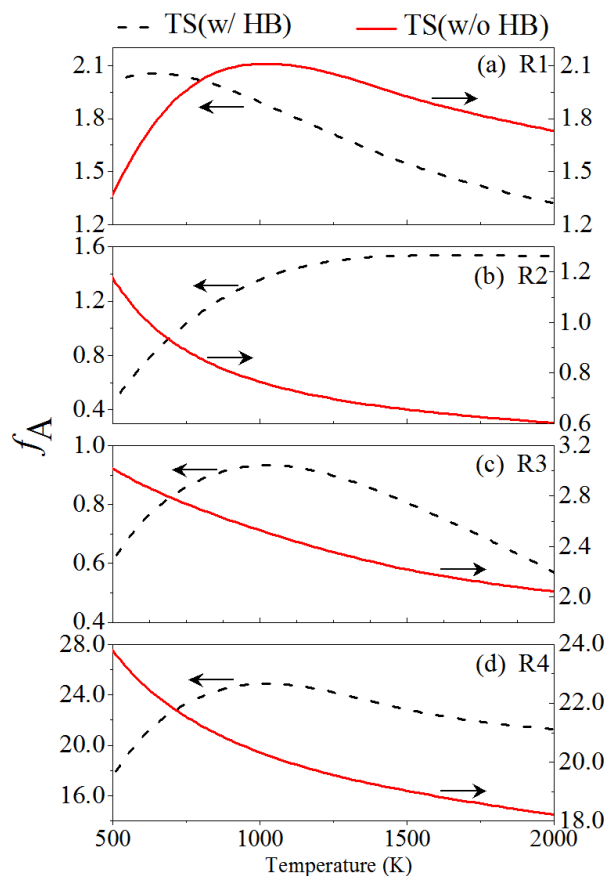 TS(w/ HB) TS(w/o HB)
(a) R1
2.1 2.1
1.8 1.8
1.5 1.5
1.2 1.2
(b) R2
1.6
1.2 1.2
1.0
0.8 0.8
0.4 0.6
fA
(c) R3
1.0 3.2
0.8 2.8
2.4
0.6
2.0
0.4
(d) R4
28.0 24.0
24.0 22.0
20.0 20.0
16.0 18.0
500 1000 1500 2000
Temperature (K)